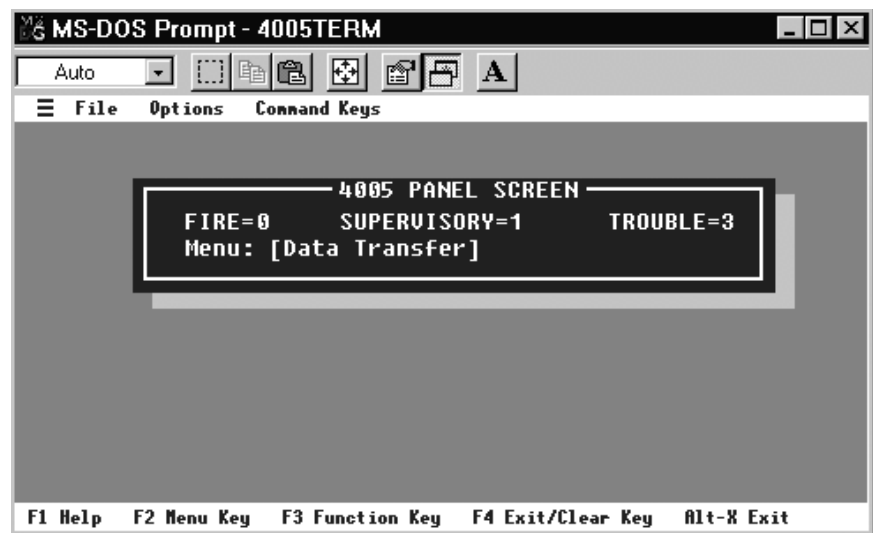 MS-DOS Prompt - 4005TERM
Auto
A
File Options Command Keys
4005 PANEL SCREEN
FIRE=0 SUPERVISORY=1 TROUBLE=3
Menu: [Data Transfer]
F1 Help F2 Menu Key F3 Function Key F4 Exit/Clear Key Alt-X Exit